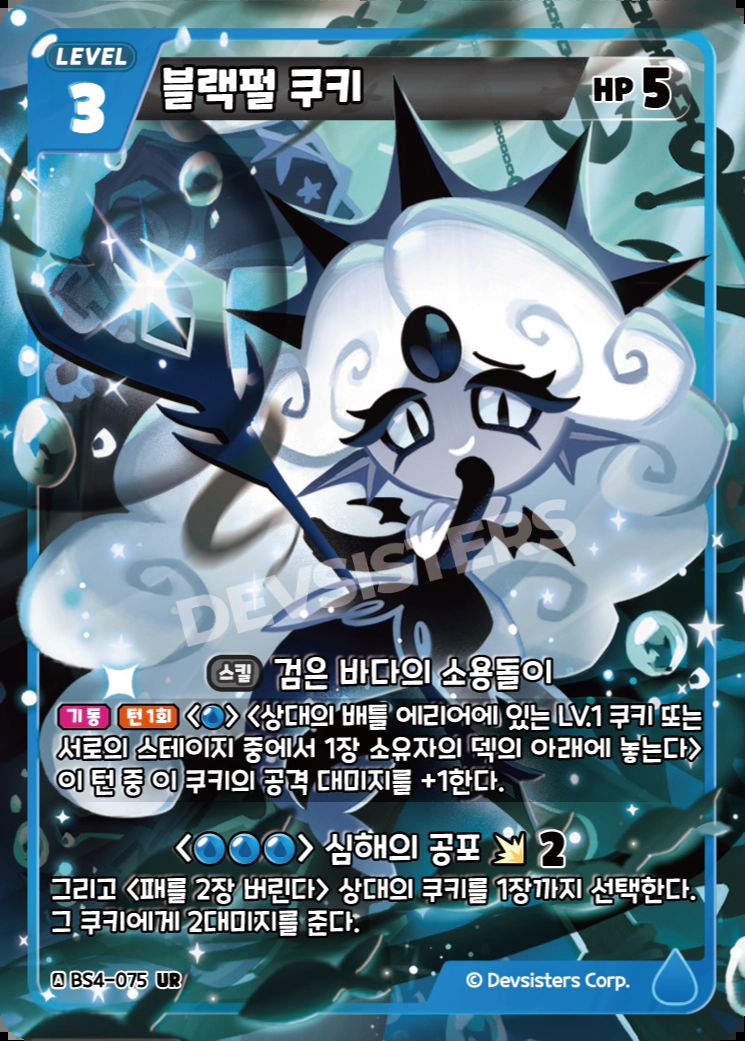 LEVEL
3
블랙펄 쿠키
HP 5
DEVSISTERS
스킬 검은 바다의 소용돌이
기동 턴 1회 < > <상대의 배틀 에리어에 있는 LV.1 쿠키 또는
서로의 스테이지 중에서 1장 소유자의 덱의 아래에 놓는다>
이 턴 중 이 쿠키의 공격 대미지를 +1한다.
< > 심해의 공포 2
그리고 <패를 2장 버린다> 상대의 쿠키를 1장까지 선택한다.
그 쿠키에게 2대미지를 준다.
A BS4-075 UR
© Devsisters Corp.